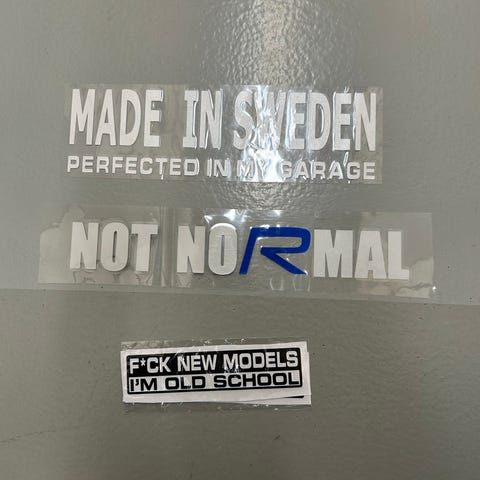 MADE IN SWEDEN
PERFECTED IN MY GARAGE
NOT NORMAL
F*CK NEW MODELS
I'M OLD SCHOOL